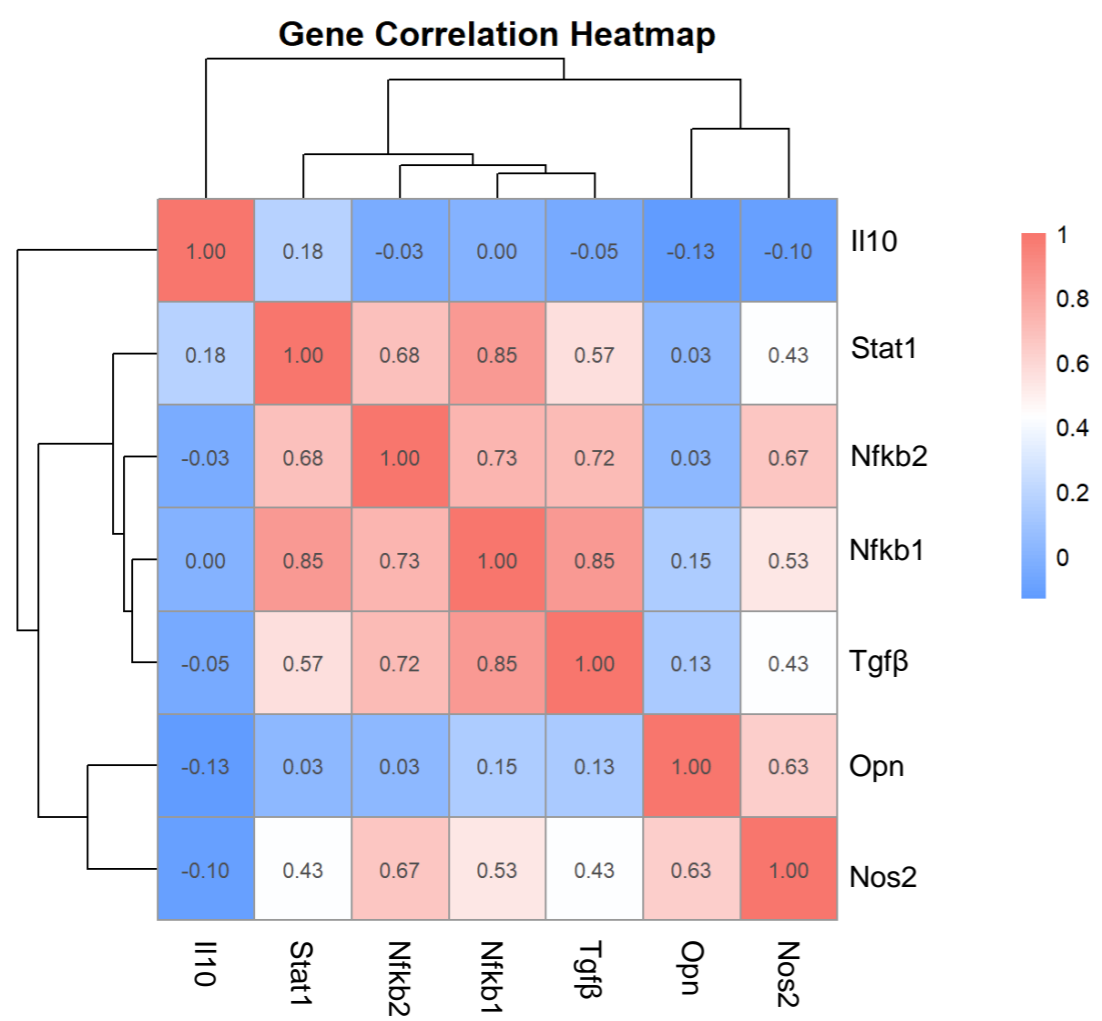 Gene Correlation Heatmap
1.00 0.18 -0.03 0.00 -0.05 -0.13 -0.10 Il10
0.18 1.00 0.68 0.85 0.57 0.03 0.43 Stat1
-0.03 0.68 1.00 0.73 0.72 0.03 0.67 Nfkb2
0.00 0.85 0.73 1.00 0.85 0.15 0.53 Nfkb1
-0.05 0.57 0.72 0.85 1.00 0.13 0.43 Tgfβ
-0.13 0.03 0.03 0.15 0.13 1.00 0.63 Opn
-0.10 0.43 0.67 0.53 0.43 0.63 1.00 Nos2
Il10 Stat1 Nfkb2 Nfkb1 Tgfβ Opn Nos2
1
0.8
0.6
0.4
0.2
0